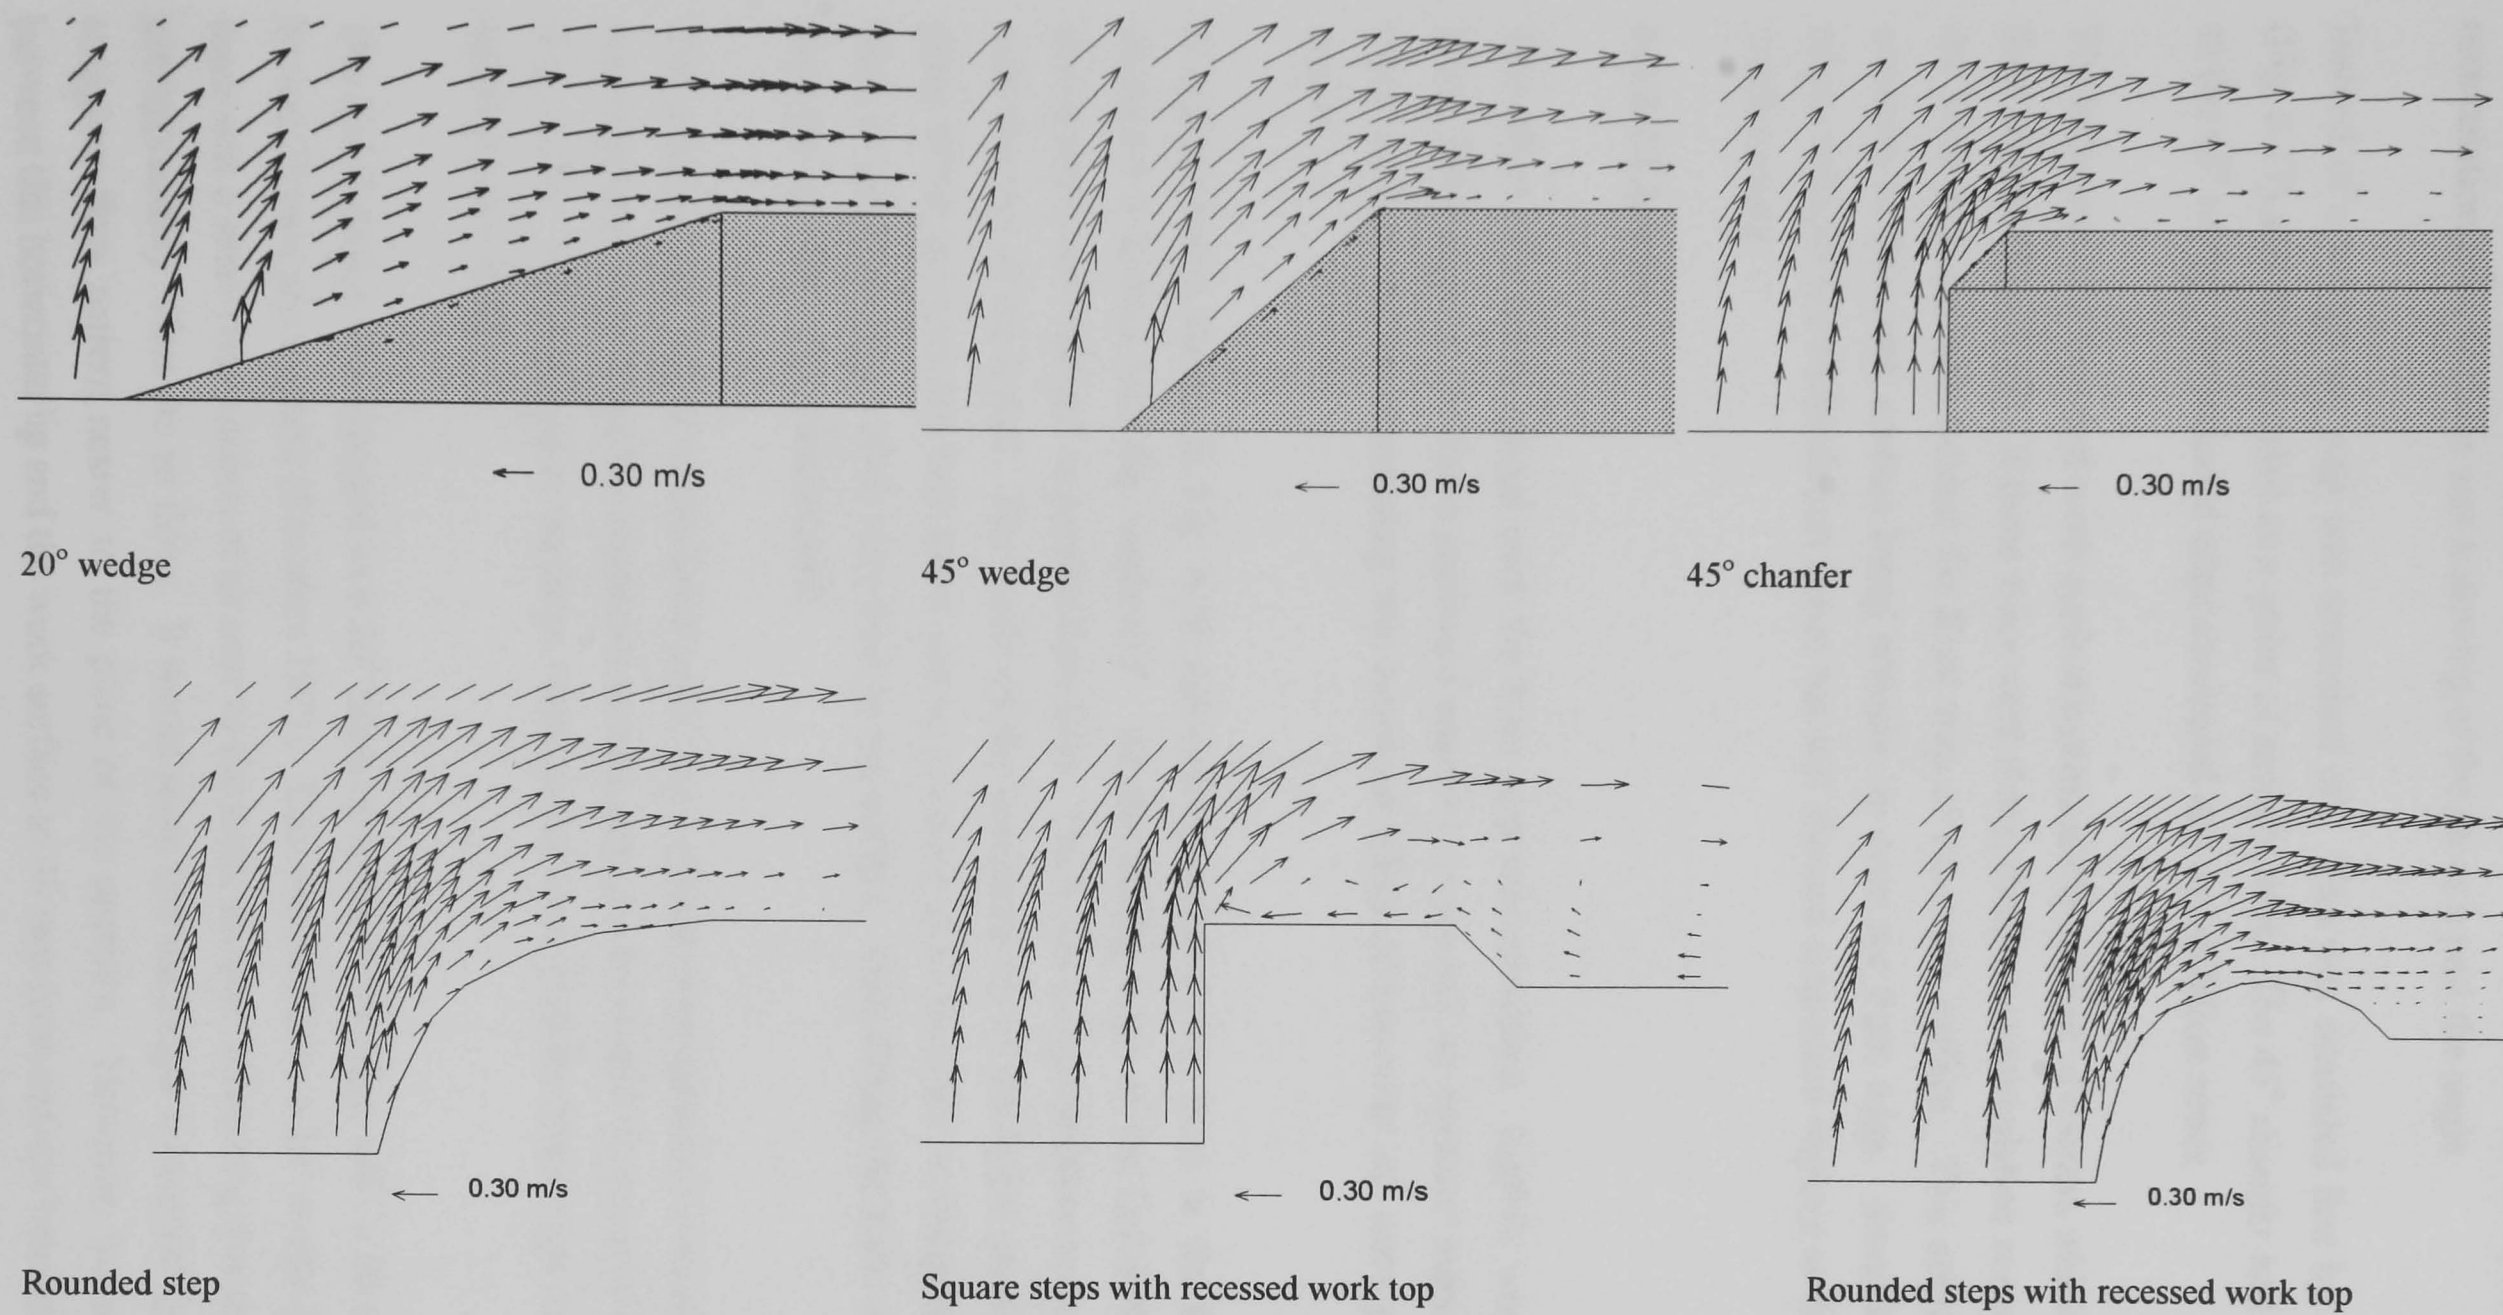 0.30 m/s
0.30 m/s
0.30 m/s
20° wedge
45° wedge
45° chanfer
0.30 m/s
0.30 m/s
0.30 m/s
Rounded step
Square steps with recessed work top
Rounded steps with recessed work top